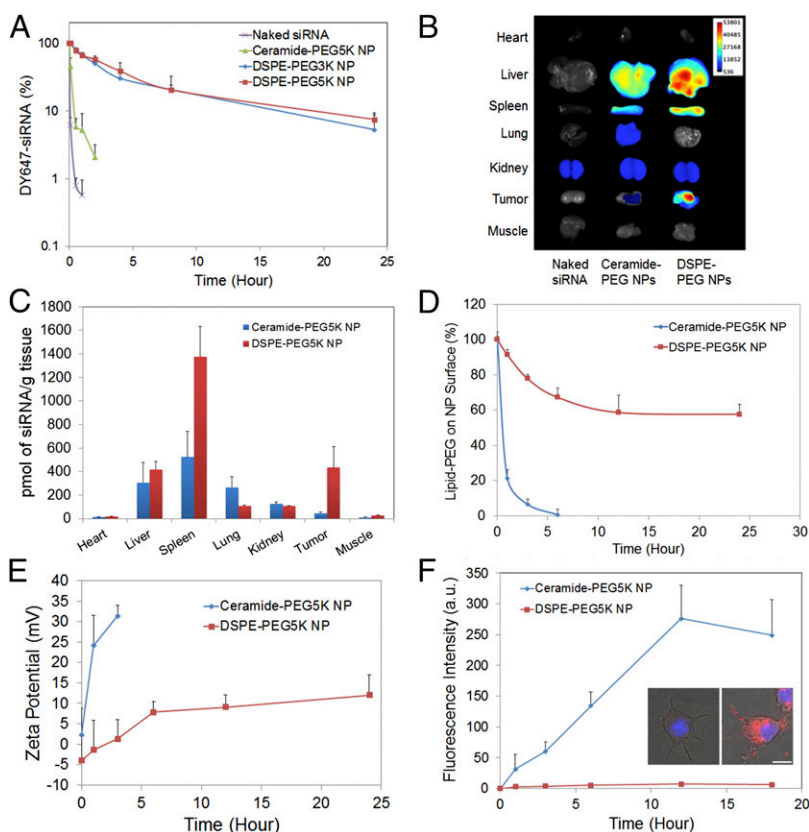 A
100
10
1
0.1
DY647-siRNA (%)
Naked siRNA
Ceramide-PEG5K NP
DSPE-PEG3K NP
DSPE-PEG5K NP
0 5 10 15 20 25
Time (Hour)
B
Heart
Liver
Spleen
Lung
Kidney
Tumor
Muscle
53801
40485
27168
13852
536
Naked siRNA
Ceramide-PEG NPs
DSPE-PEG NPs
C
1800
1600
1400
1200
1000
800
600
400
200
0
pmol of siRNA/g tissue
Ceramide-PEG5K NP
DSPE-PEG5K NP
Heart Liver Spleen Lung Kidney Tumor Muscle
D
120
100
80
60
40
20
0
Lipid-PEG on NP Surface (%)
Ceramide-PEG5K NP
DSPE-PEG5K NP
0 5 10 15 20 25 30
Time (Hour)
E
40
35
30
25
20
15
10
5
0
-5
-10
Zeta Potential (mV)
Ceramide-PEG5K NP
DSPE-PEG5K NP
0 5 10 15 20 25
Time (Hour)
F
350
300
250
200
150
100
50
0
Fluorescence Intensity (a.u.)
Ceramide-PEG5K NP
DSPE-PEG5K NP
0 5 10 15 20
Time (Hour)